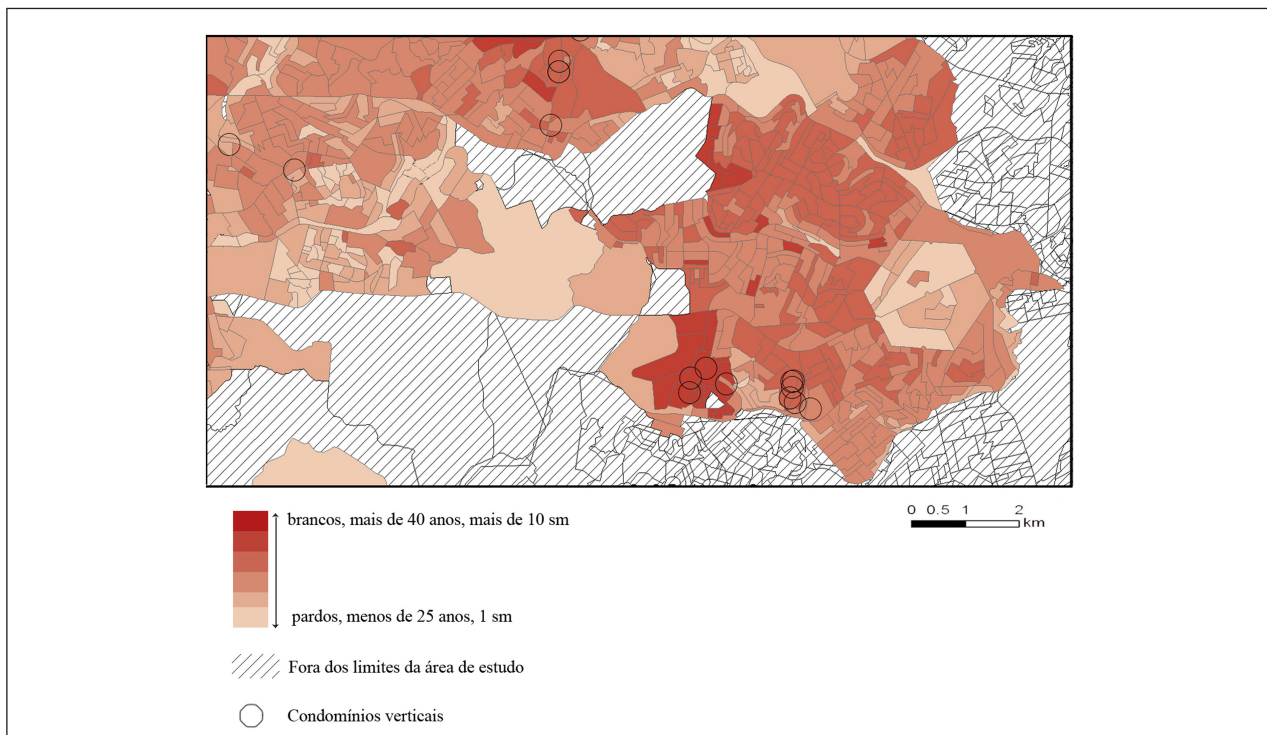 brancos, mais de 40 anos, mais de 10 sm
0 0.5 1 2
km
pardos, menos de 25 anos, 1 sm
Fora dos limites da área de estudo
Condomínios verticais